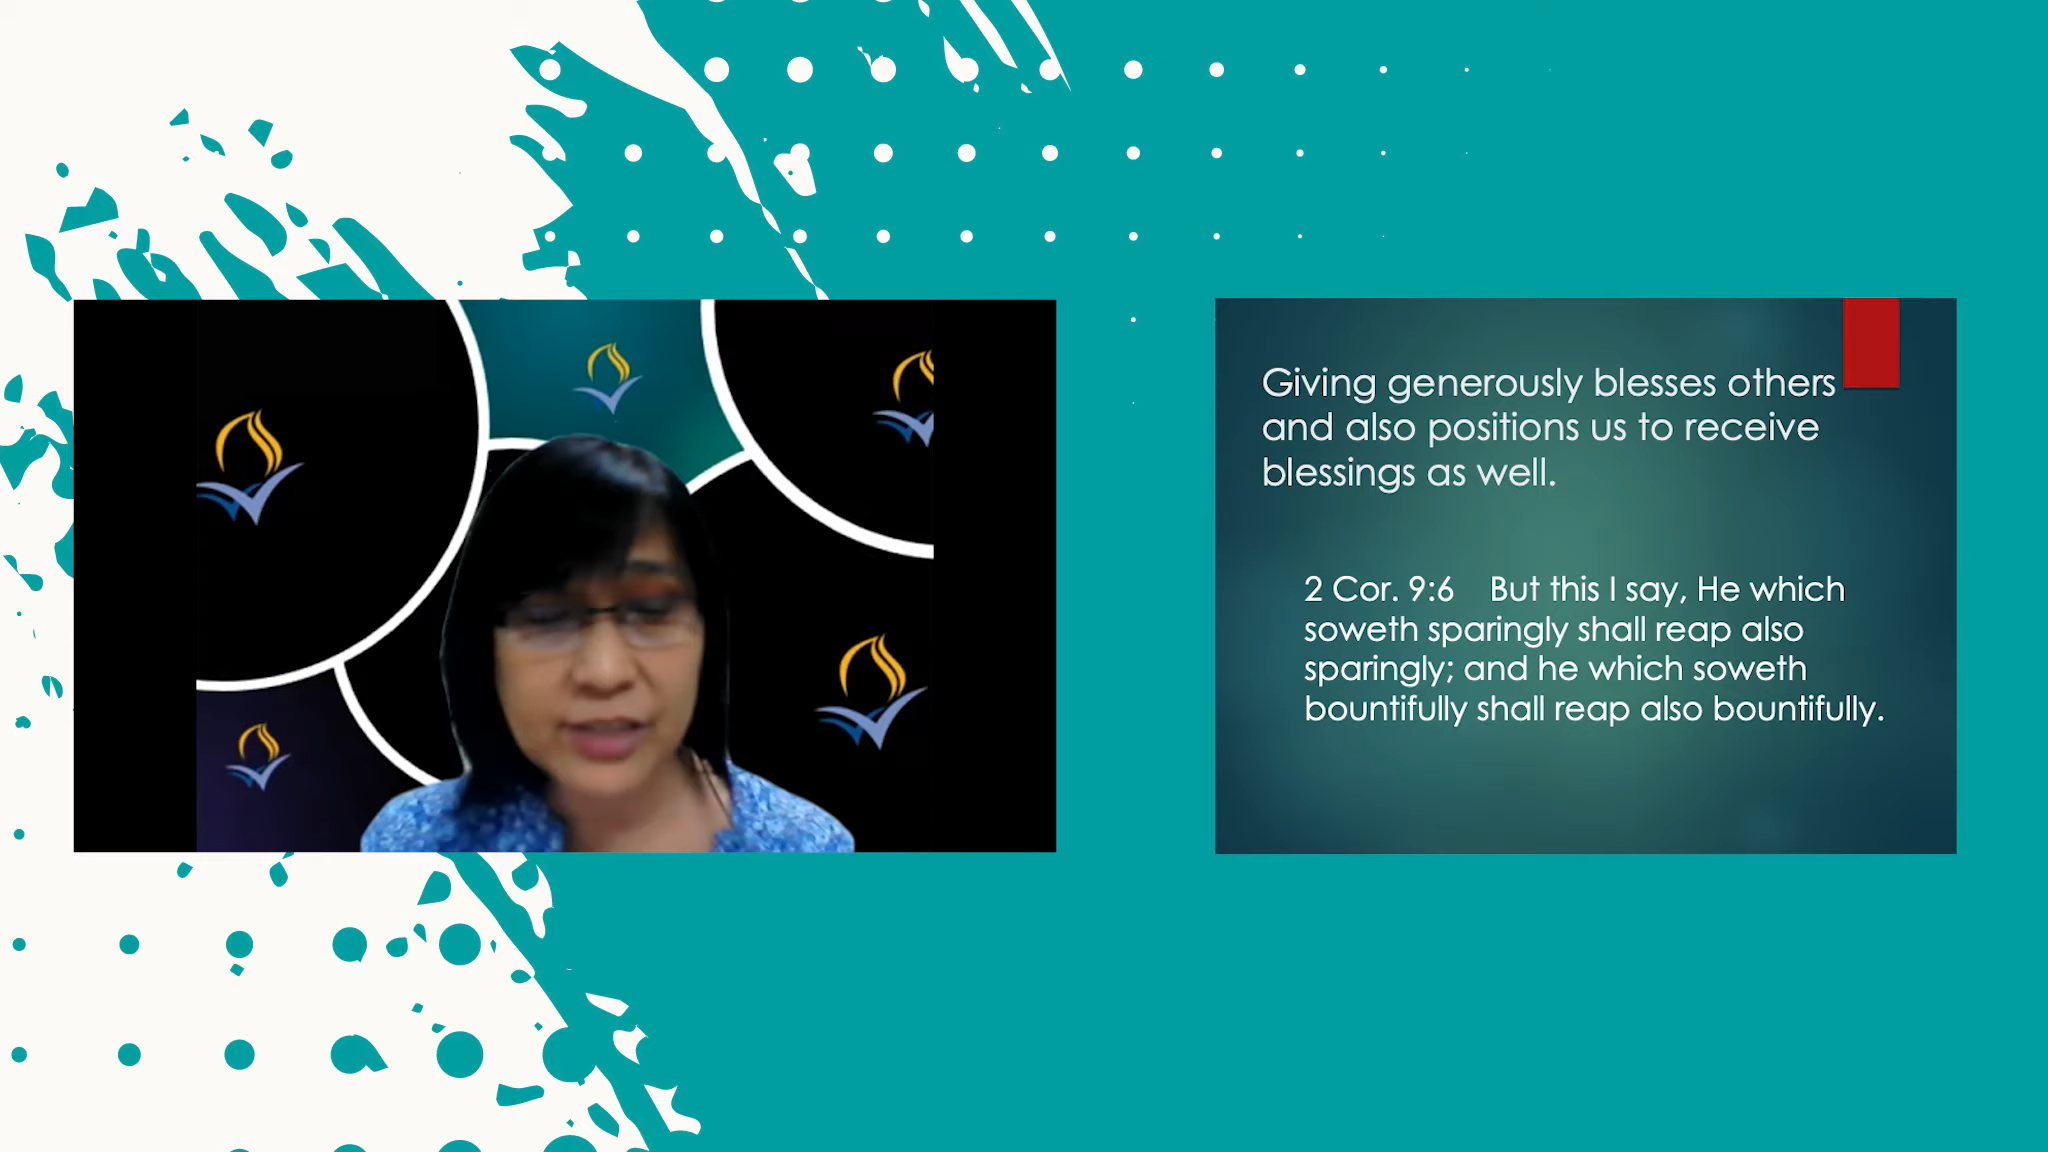 Giving generously blesses others
and also positions us to receive
blessings as well.
2 Cor. 9:6 But this I say, He which
soweth sparingly shall reap also
sparingly; and he which soweth
bountifully shall reap also bountifully.